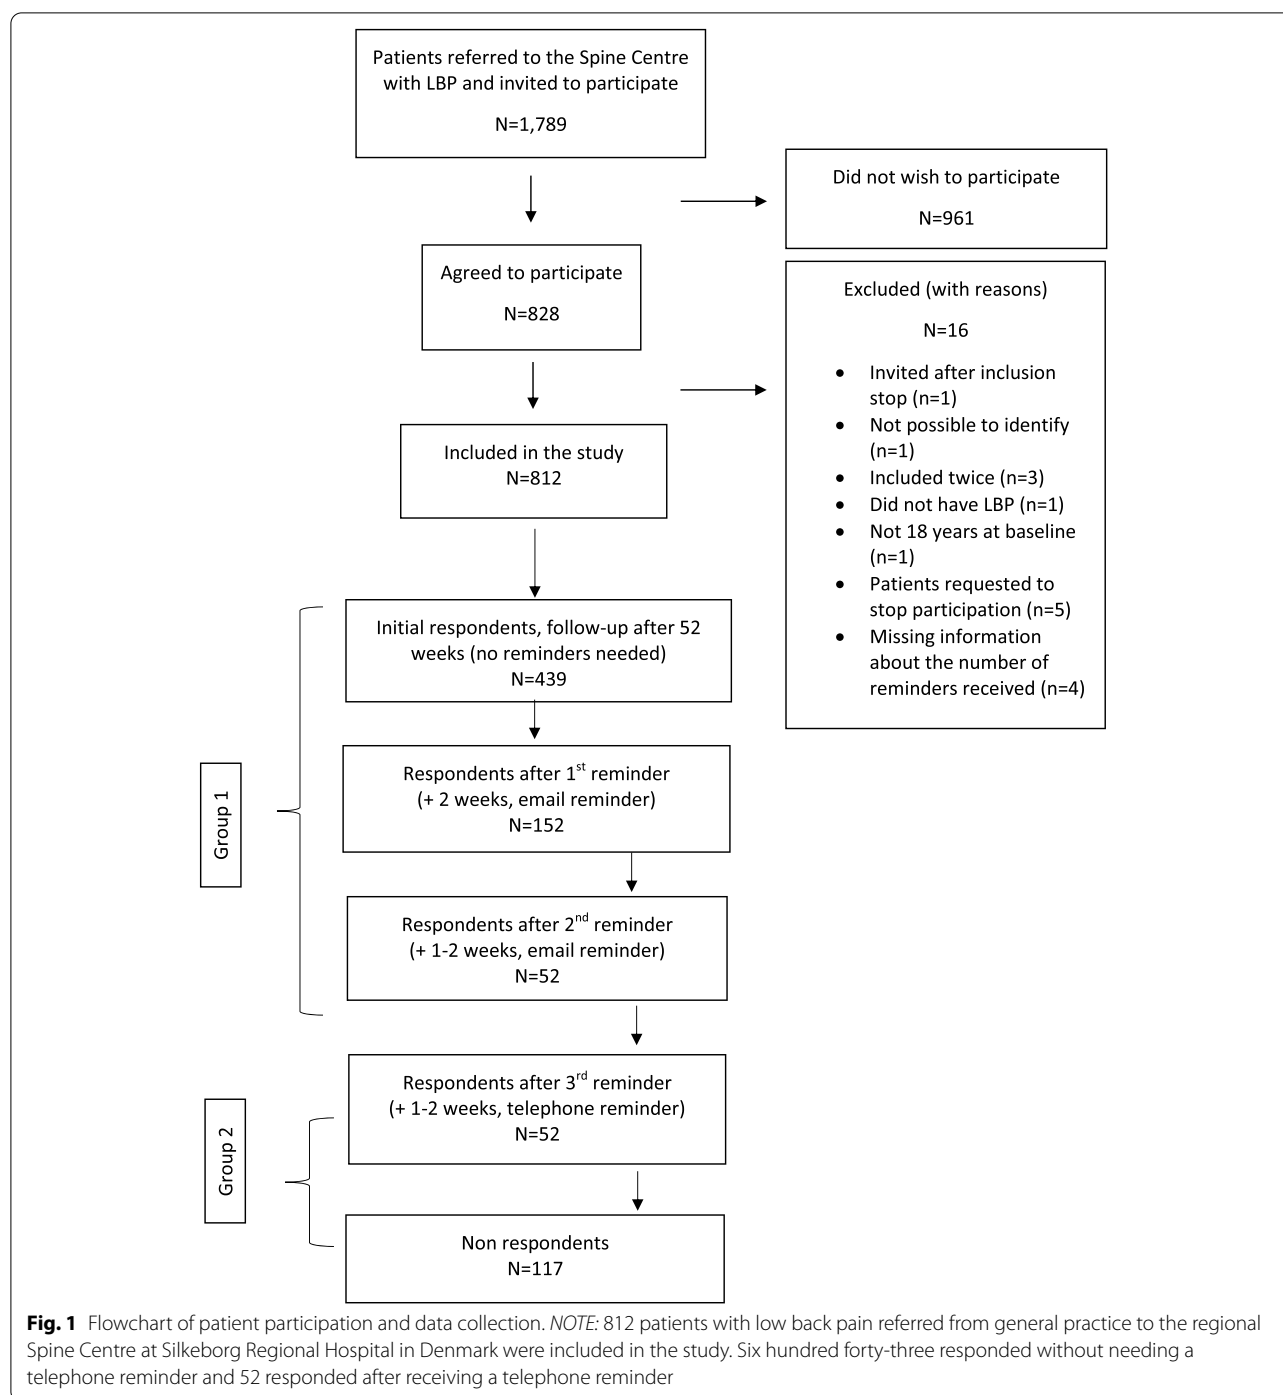 Patients referred to the Spine Centre
with LBP and invited to participate
N=1,789
Did not wish to participate
N=961
Agreed to participate
N=828
Excluded (with reasons)
N=16
• Invited after inclusion
stop (n=1)
• Not possible to identify
(n=1)
• Included twice (n=3)
• Did not have LBP (n=1)
• Not 18 years at baseline
(n=1)
• Patients requested to
stop participation (n=5)
• Missing information
about the number of
reminders received (n=4)
Included in the study
N=812
Group 1
Initial respondents, follow-up after 52
weeks (no reminders needed)
N=439
Respondents after 1st reminder
(+ 2 weeks, email reminder)
N=152
Respondents after 2nd reminder
(+ 1-2 weeks, email reminder)
N=52
Group 2
Respondents after 3rd reminder
(+ 1-2 weeks, telephone reminder)
N=52
Non respondents
N=117
Fig. 1 Flowchart of patient participation and data collection. NOTE: 812 patients with low back pain referred from general practice to the regional
Spine Centre at Silkeborg Regional Hospital in Denmark were included in the study. Six hundred forty-three responded without needing a
telephone reminder and 52 responded after receiving a telephone reminder